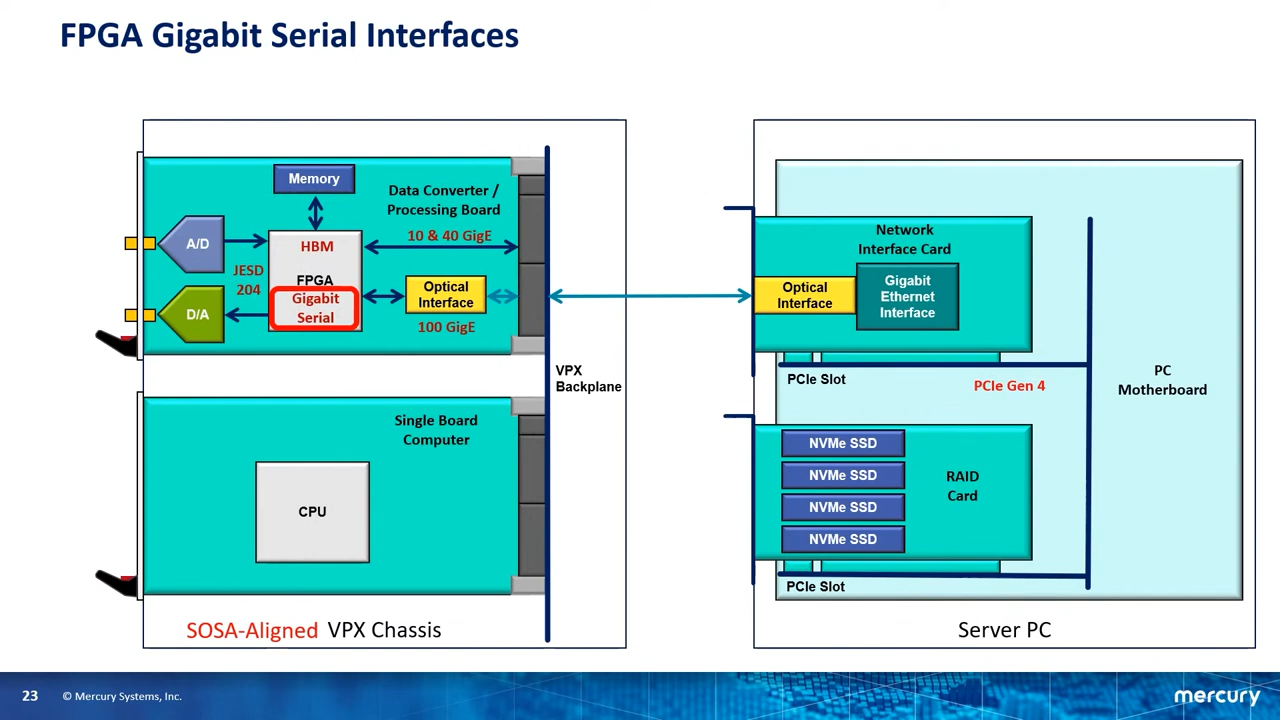 FPGA Gigabit Serial Interfaces
Memory
Data Converter /
Processing Board
A/D
HBM
10 & 40 GigE
JESD
204
FPGA
Gigabit
Serial
Optical
Interface
D/A
100 GigE
VPX
Backplane
Single Board
Computer
CPU
SOSA-Aligned VPX Chassis
Network
Interface Card
Optical
Interface
Gigabit
Ethernet
Interface
PCIe Slot
PCIe Gen 4
PC
Motherboard
NVMe SSD
NVMe SSD
NVMe SSD
NVMe SSD
RAID
Card
PCIe Slot
Server PC
23
© Mercury Systems, Inc.
mercury